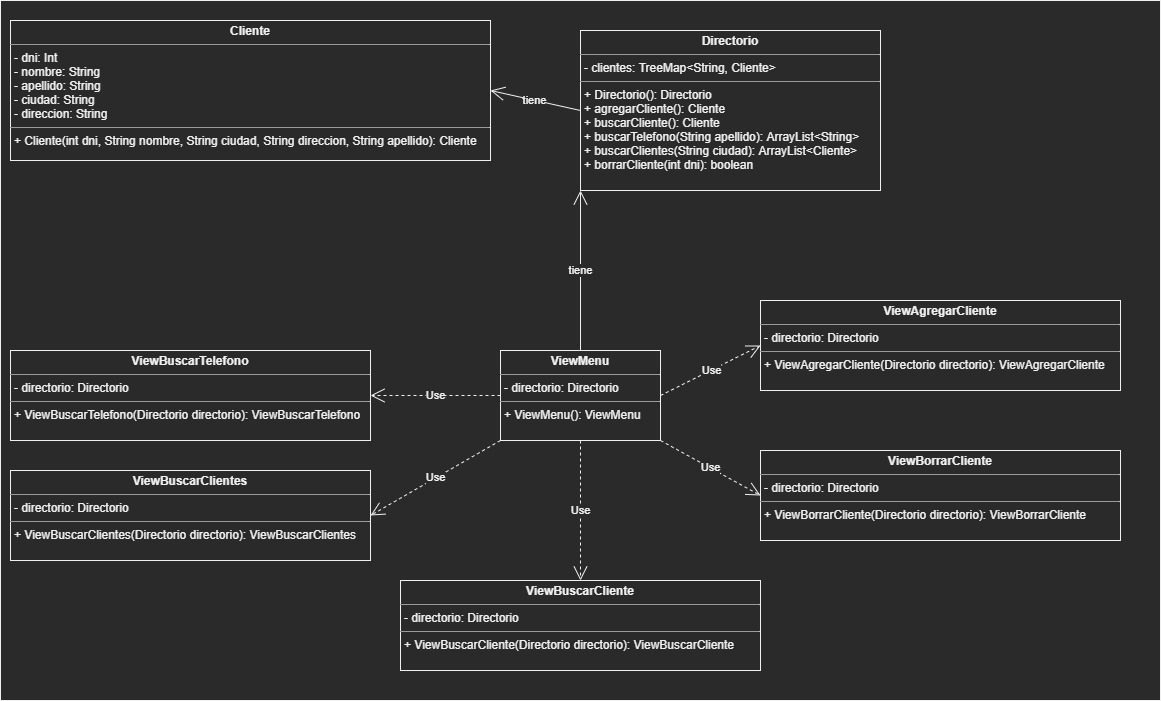 Cliente
- dni: Int
- nombre: String
- apellido: String
- ciudad: String
- direccion: String
+ Cliente(int dni, String nombre, String ciudad, String direccion, String apellido): Cliente
tiene
Directorio
- clientes: TreeMap<String, Cliente>
+ Directorio(): Directorio
+ agregarCliente(): Cliente
+ buscarCliente(): Cliente
+ buscarTelefono(String apellido): ArrayList<String>
+ buscarClientes(String ciudad): ArrayList<Cliente>
+ borrarCliente(int dni): boolean
tiene
ViewAgregarCliente
- directorio: Directorio
+ ViewAgregarCliente(Directorio directorio): ViewAgregarCliente
ViewBuscarTelefono
- directorio: Directorio
+ ViewBuscarTelefono(Directorio directorio): ViewBuscarTelefono
Use
ViewMenu
- directorio: Directorio
+ ViewMenu(): ViewMenu
Use
ViewBuscarClientes
- directorio: Directorio
+ ViewBuscarClientes(Directorio directorio): ViewBuscarClientes
Use
Use
Use
ViewBorrarCliente
- directorio: Directorio
+ ViewBorrarCliente(Directorio directorio): ViewBorrarCliente
ViewBuscarCliente
- directorio: Directorio
+ ViewBuscarCliente(Directorio directorio): ViewBuscarCliente